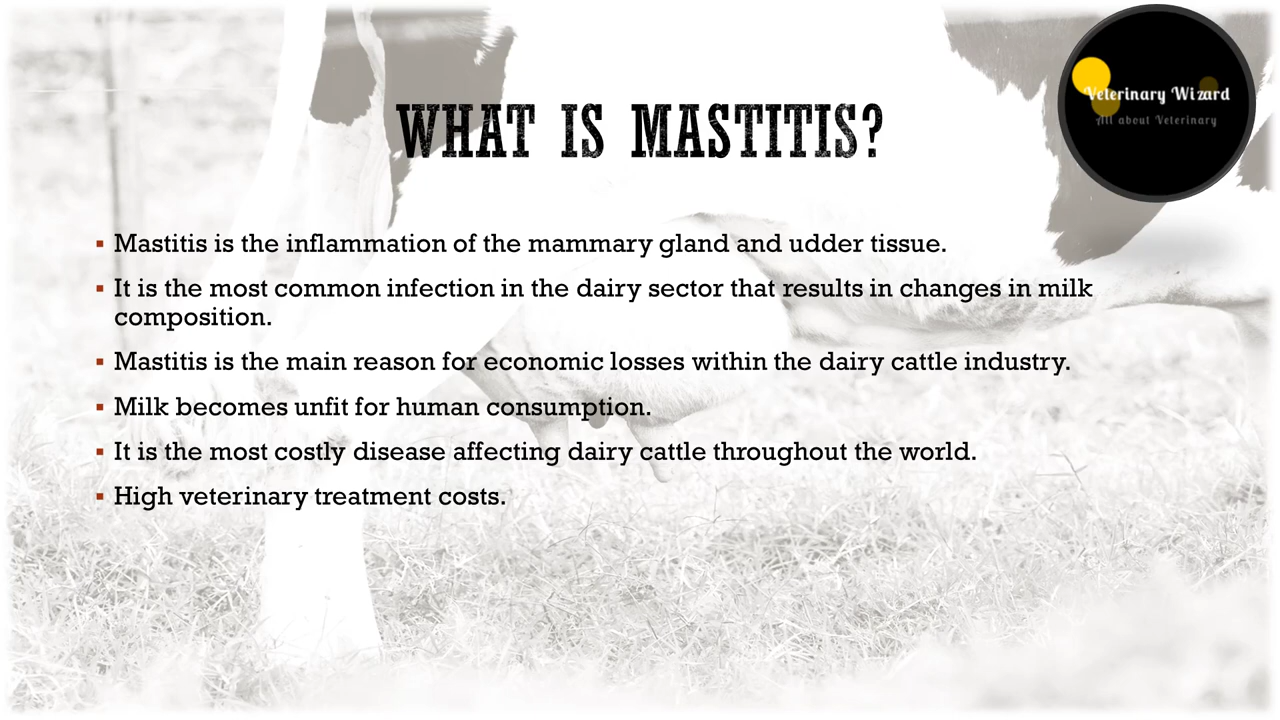 Veterinary Wizard
All about Veterinary
WHAT IS MASTITIS?
▪ Mastitis is the inflammation of the mammary gland and udder tissue.
▪ It is the most common infection in the dairy sector that results in changes in milk
composition.
▪ Mastitis is the main reason for economic losses within the dairy cattle industry.
▪ Milk becomes unfit for human consumption.
▪ It is the most costly disease affecting dairy cattle throughout the world.
▪ High veterinary treatment costs.